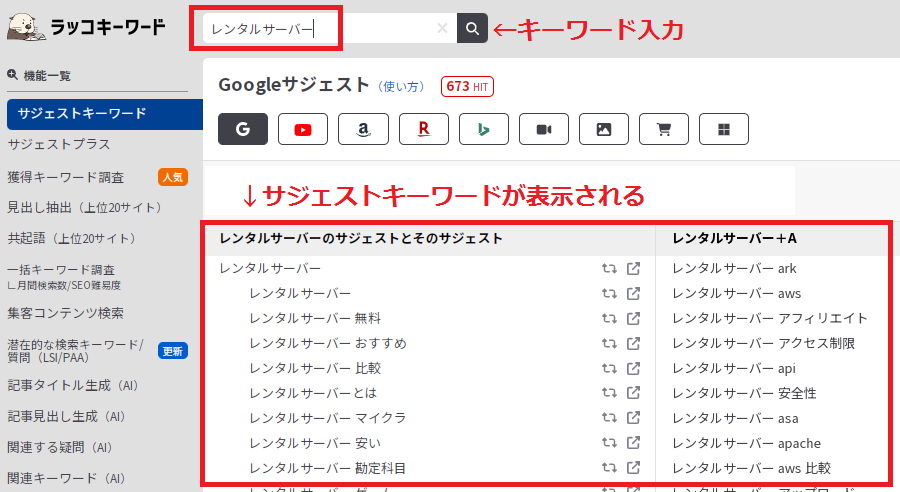 ラッコキーワード
レンタルサーバー
←キーワード入力
機能一覧
サジェストキーワード
サジェストプラス
獲得キーワード調査 人気
見出し抽出（上位20サイト）
共起語（上位20サイト）
一括キーワード調査
∟月間検索数/SEO難易度
集客コンテンツ検索
潜在的な検索キーワード/
質問（LSI/PAA） 更新
記事タイトル生成（AI）
記事見出し生成（AI）
関連する疑問（AI）
関連キーワード（AI）
Googleサジェスト（使い方） 673 HIT
↓サジェストキーワードが表示される
レンタルサーバーのサジェストとそのサジェスト
レンタルサーバー
レンタルサーバー
レンタルサーバー 無料
レンタルサーバー おすすめ
レンタルサーバー 比較
レンタルサーバーとは
レンタルサーバー マイクラ
レンタルサーバー 安い
レンタルサーバー 勘定科目
レンタルサーバー＋A
レンタルサーバー ark
レンタルサーバー aws
レンタルサーバー アフィリエイト
レンタルサーバー アクセス制限
レンタルサーバー api
レンタルサーバー 安全性
レンタルサーバー asa
レンタルサーバー apache
レンタルサーバー aws 比較